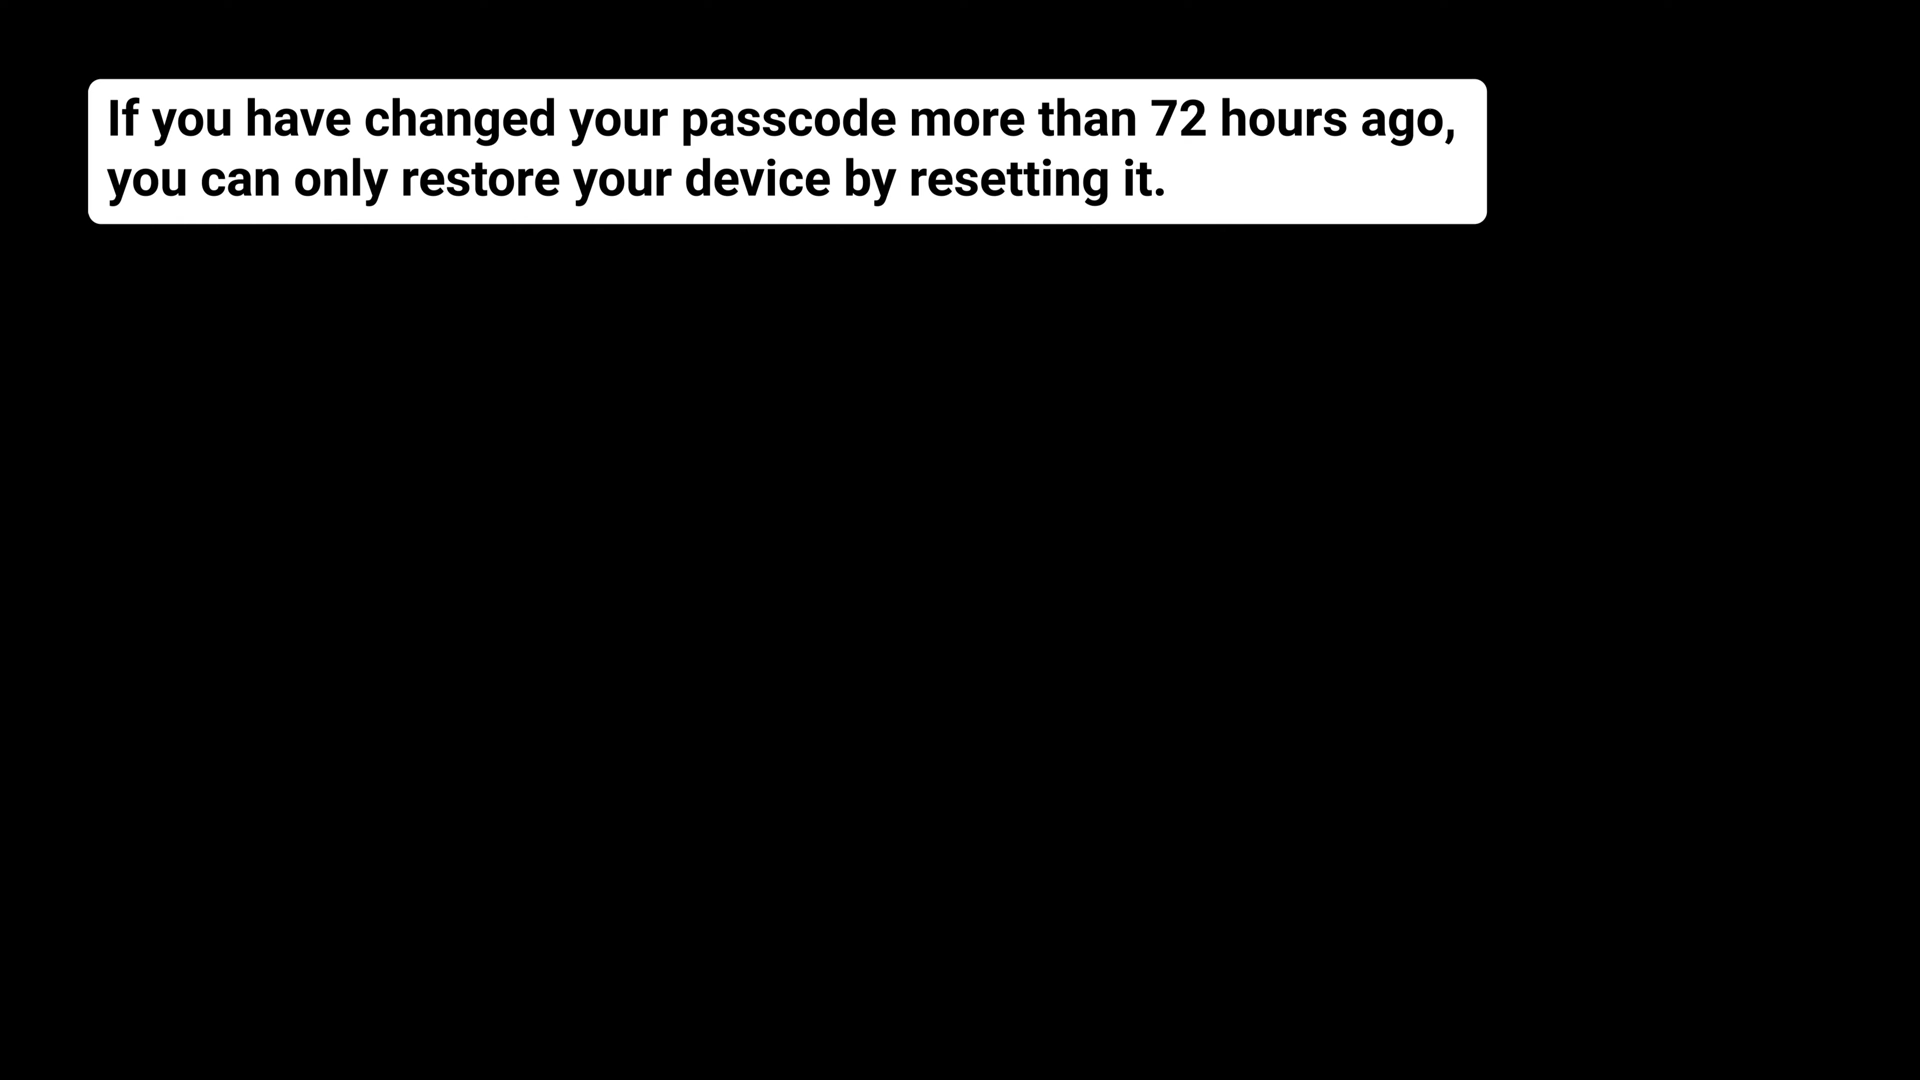 If you have changed your passcode more than 72 hours ago,
you can only restore your device by resetting it.